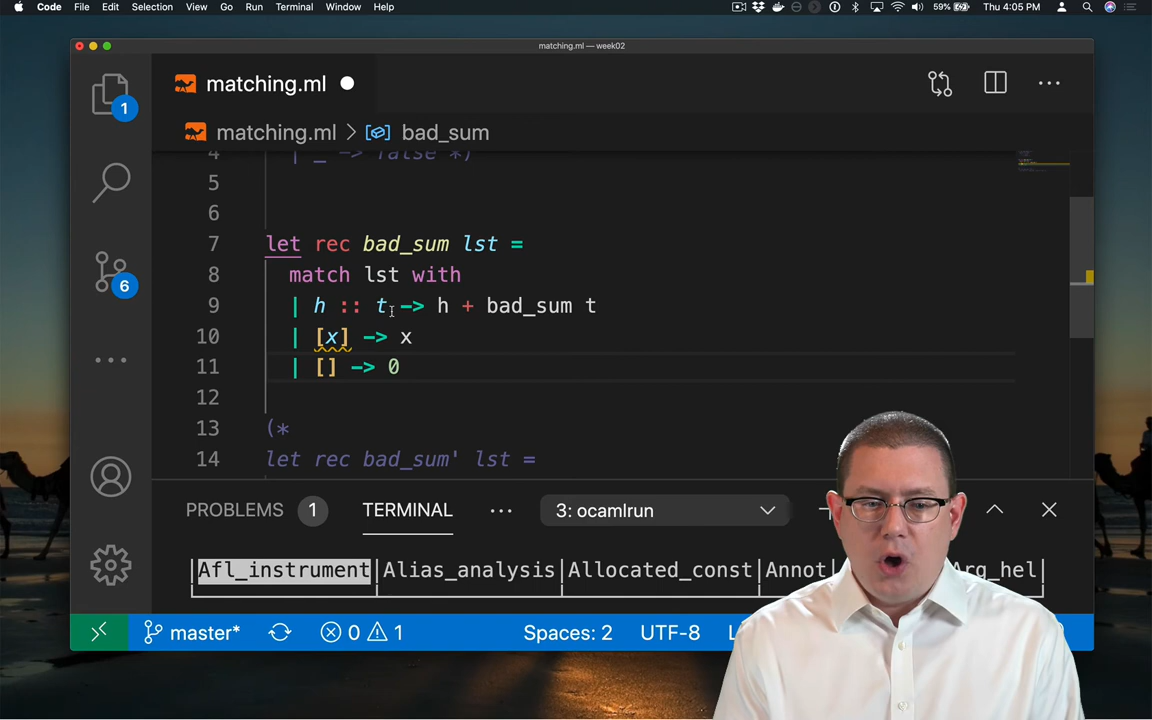 Code File Edit Selection View Go Run Terminal Window Help 59% Thu 4:05 PM
matching.ml — week02
matching.ml
1
matching.ml > bad_sum
4 | _ -> false *)
5
6
7 let rec bad_sum lst =
8 match lst with
9 | h :: t -> h + bad_sum t
10 | [x] -> x
11 | [] -> 0
12
13 (*
14 let rec bad_sum' lst =
6
PROBLEMS 1 TERMINAL 3: ocamlrun
|Afl_instrument|Alias_analysis|Allocated_const|Annot|
master* 0 1 Spaces: 2 UTF-8